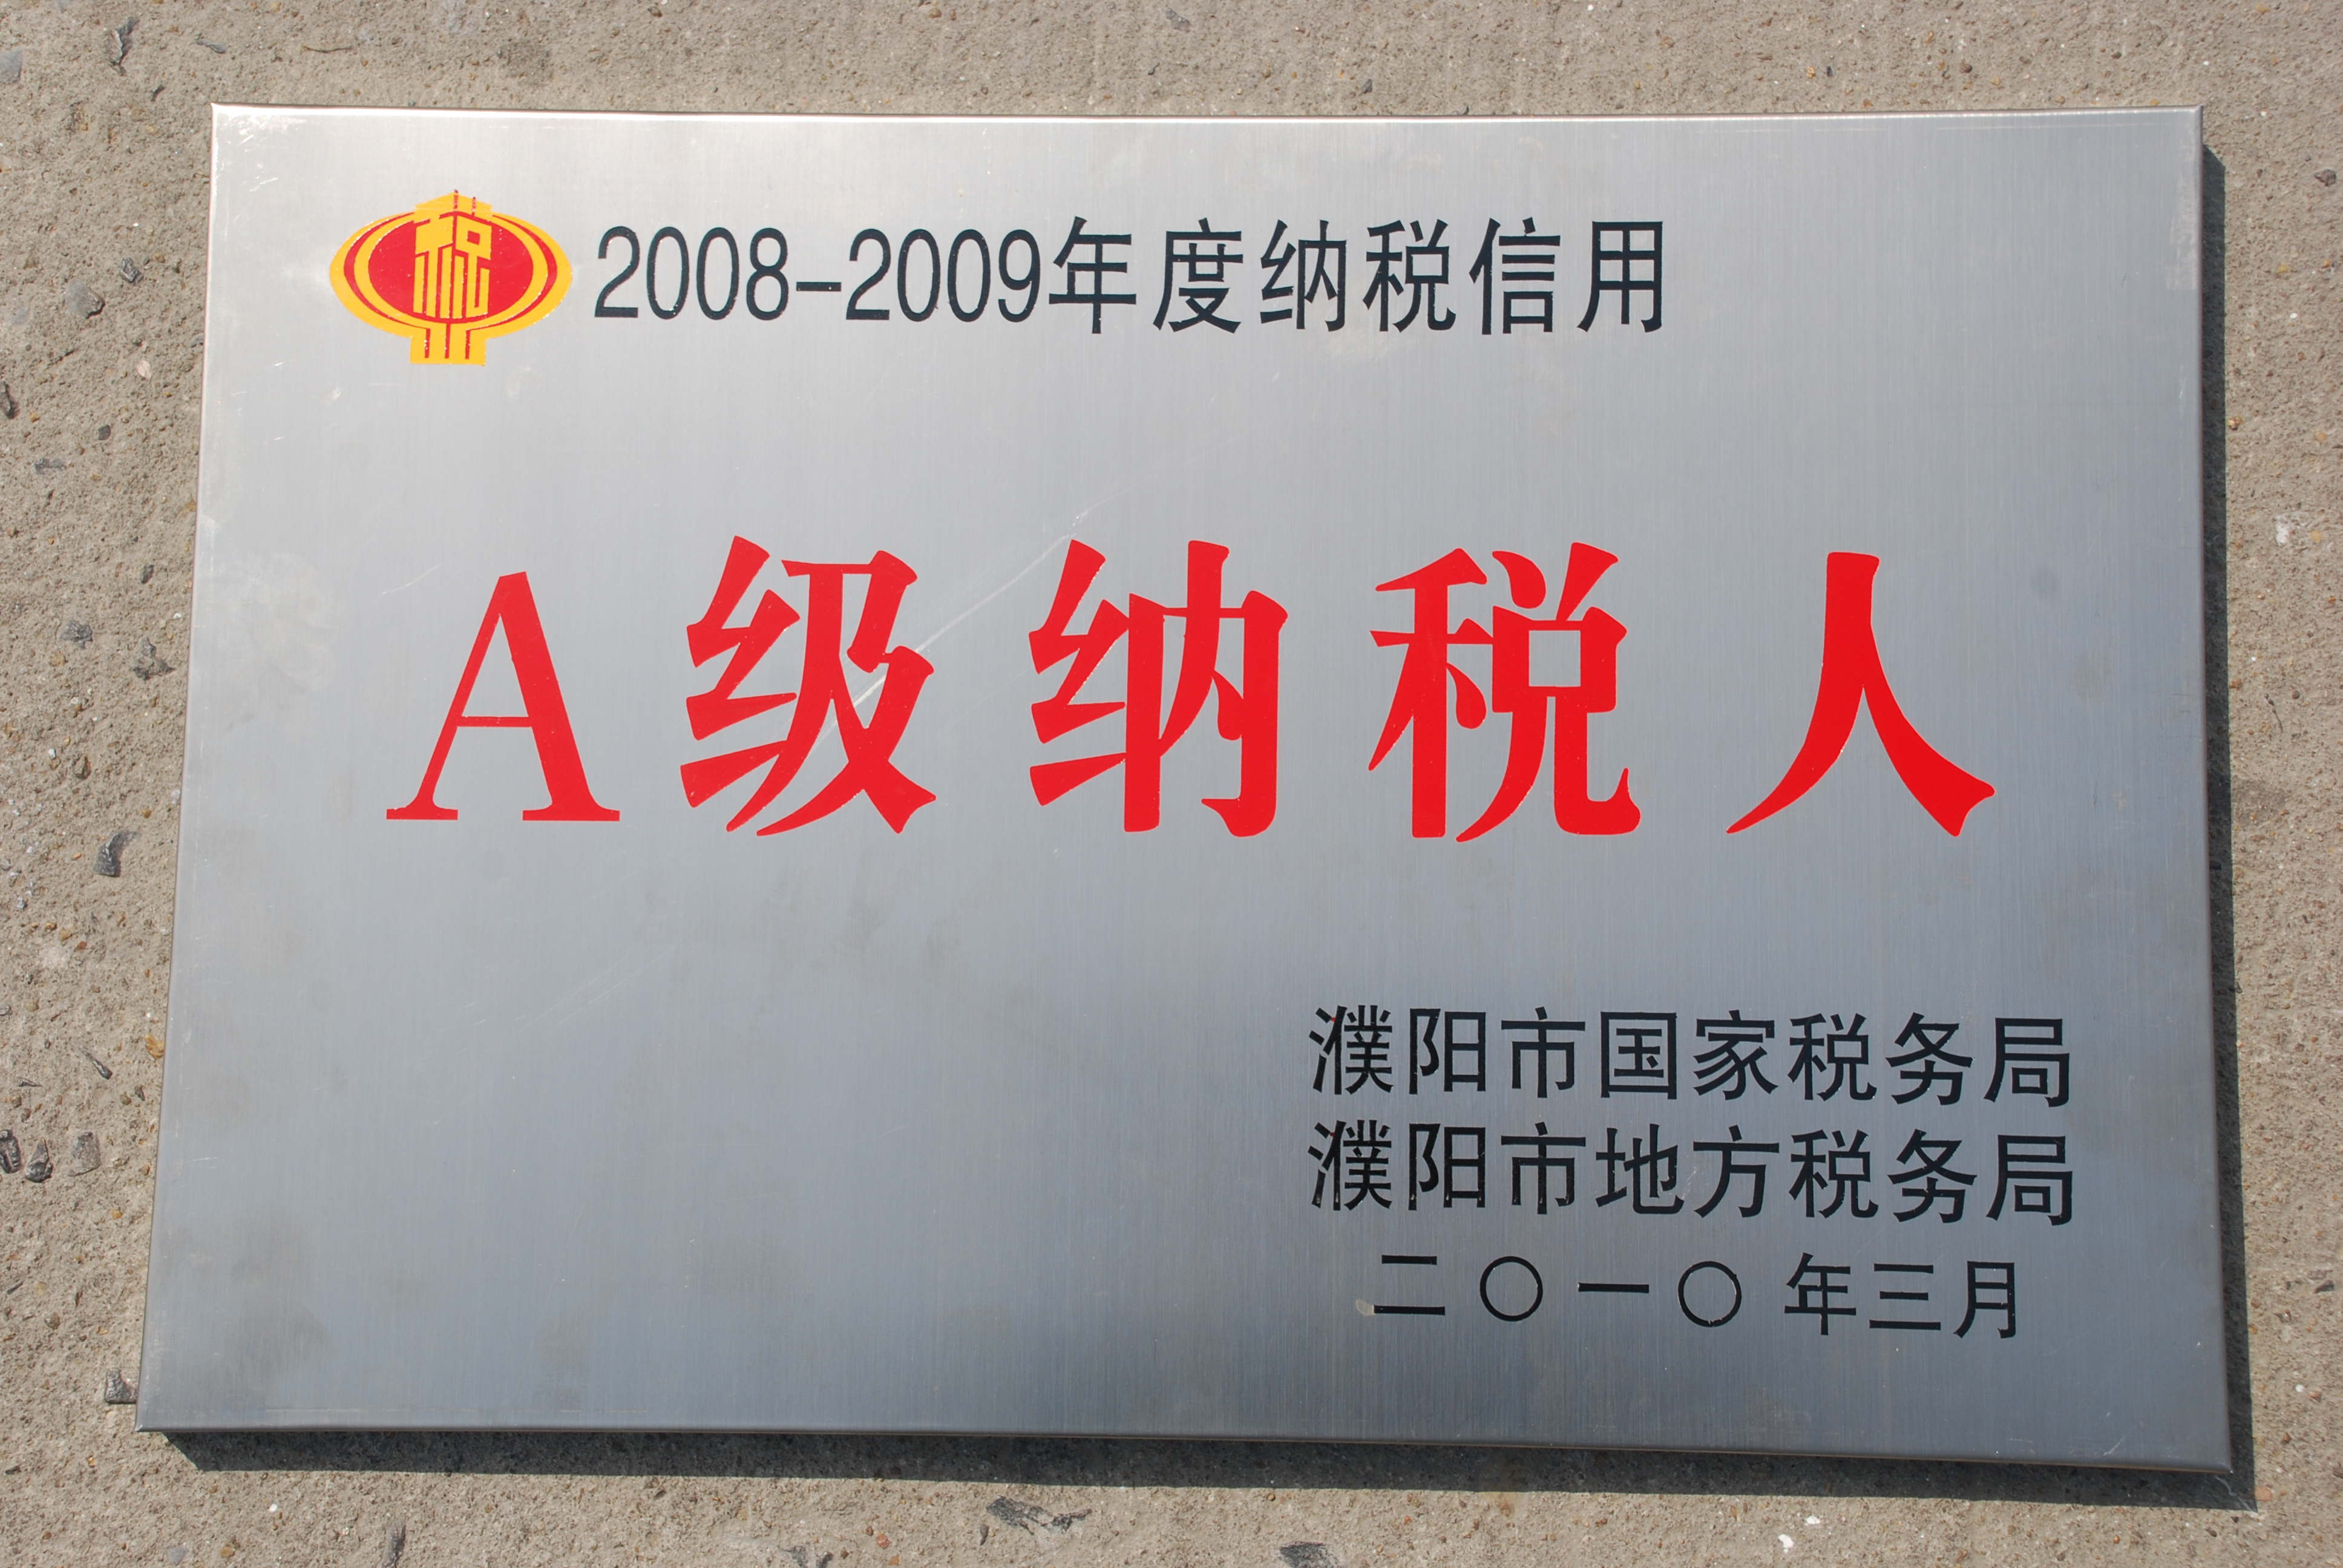 税
2008-2009年度纳税信用
A级纳税人
濮阳市国家税务局
濮阳市地方税务局
二〇一〇年三月